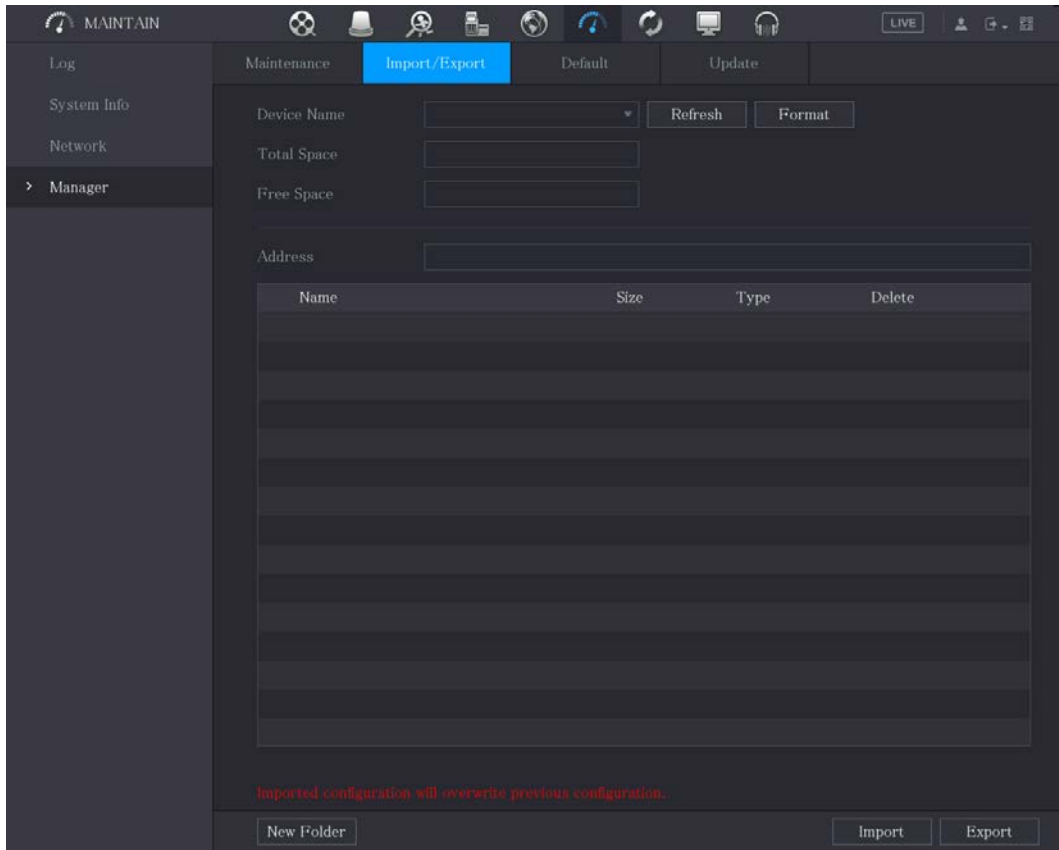 MAINTAIN LIVE
Log Maintenance Import/Export Default Update
System Info
Network
Manager
Device Name Refresh Format
Total Space
Free Space
Address
Name Size Type Delete
Imported configuration will overwrite previous configuration.
New Folder Import Export